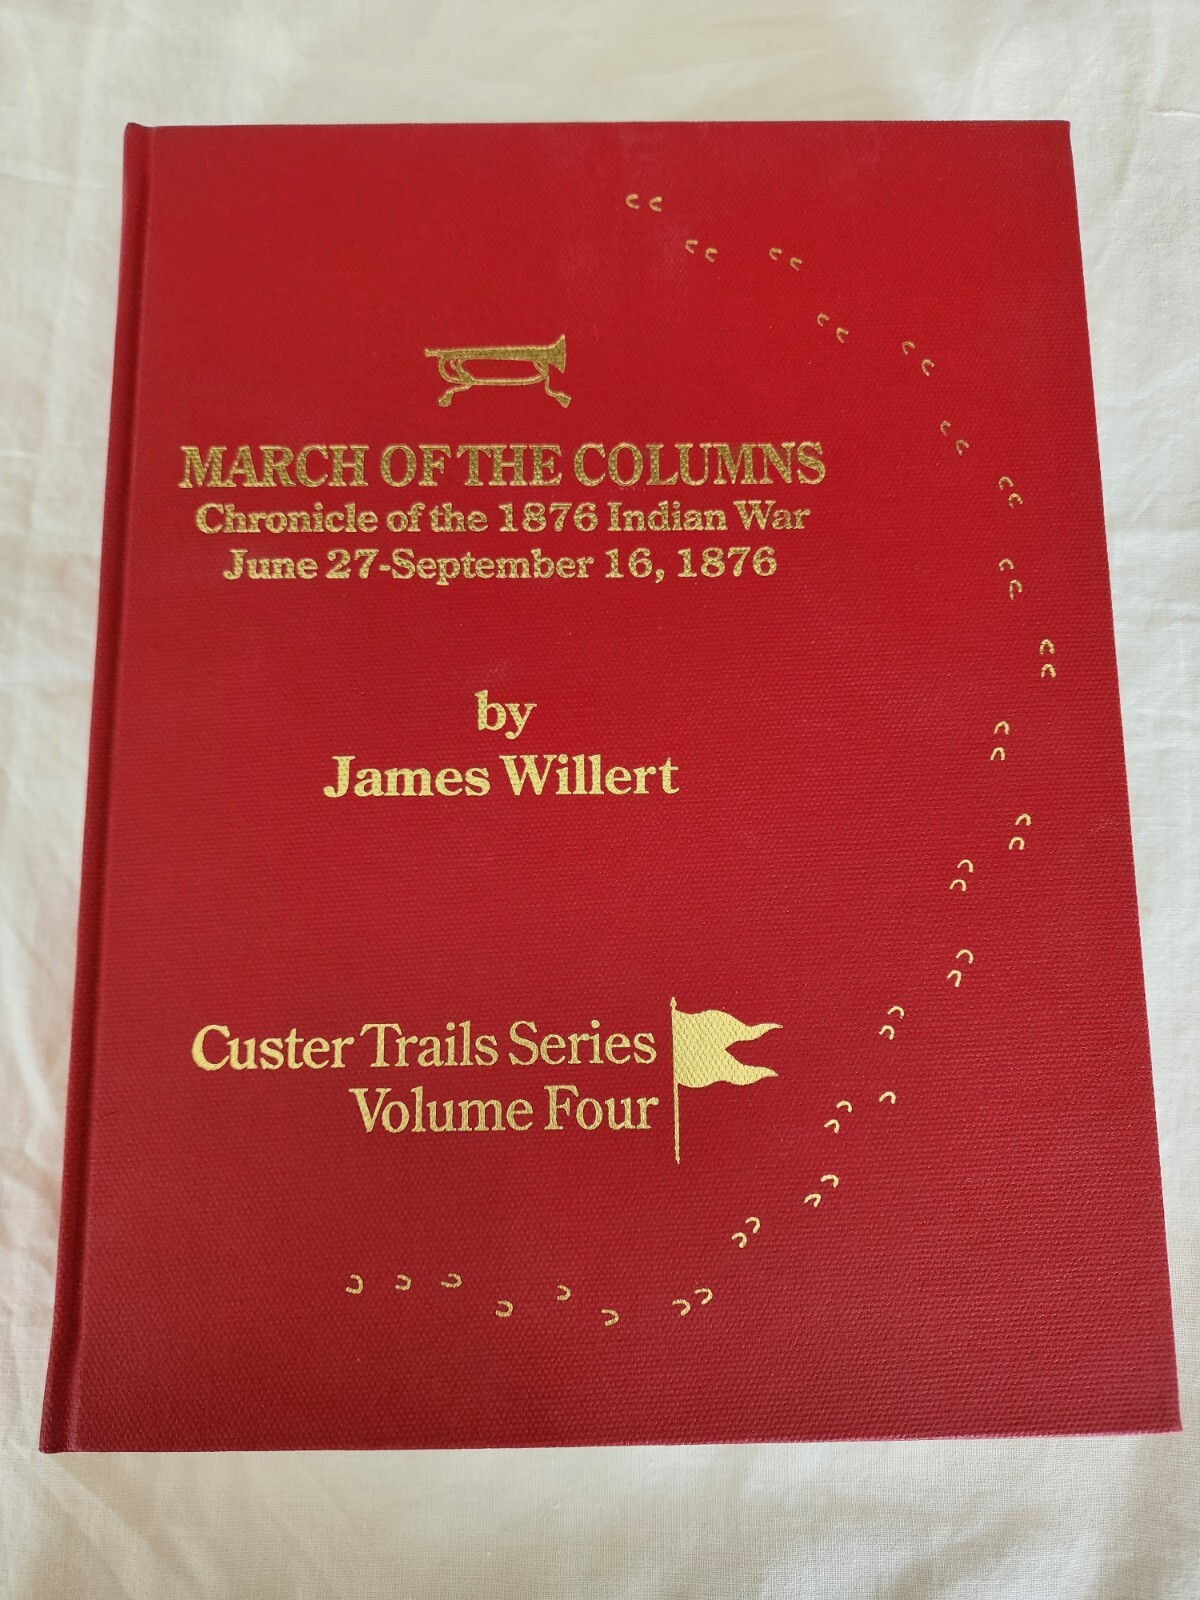 MARCH OF THE COLUMNS
Chronicle of the 1876 Indian War
June 27-September 16, 1876
by
James Willert
Custer Trails Series
Volume Four